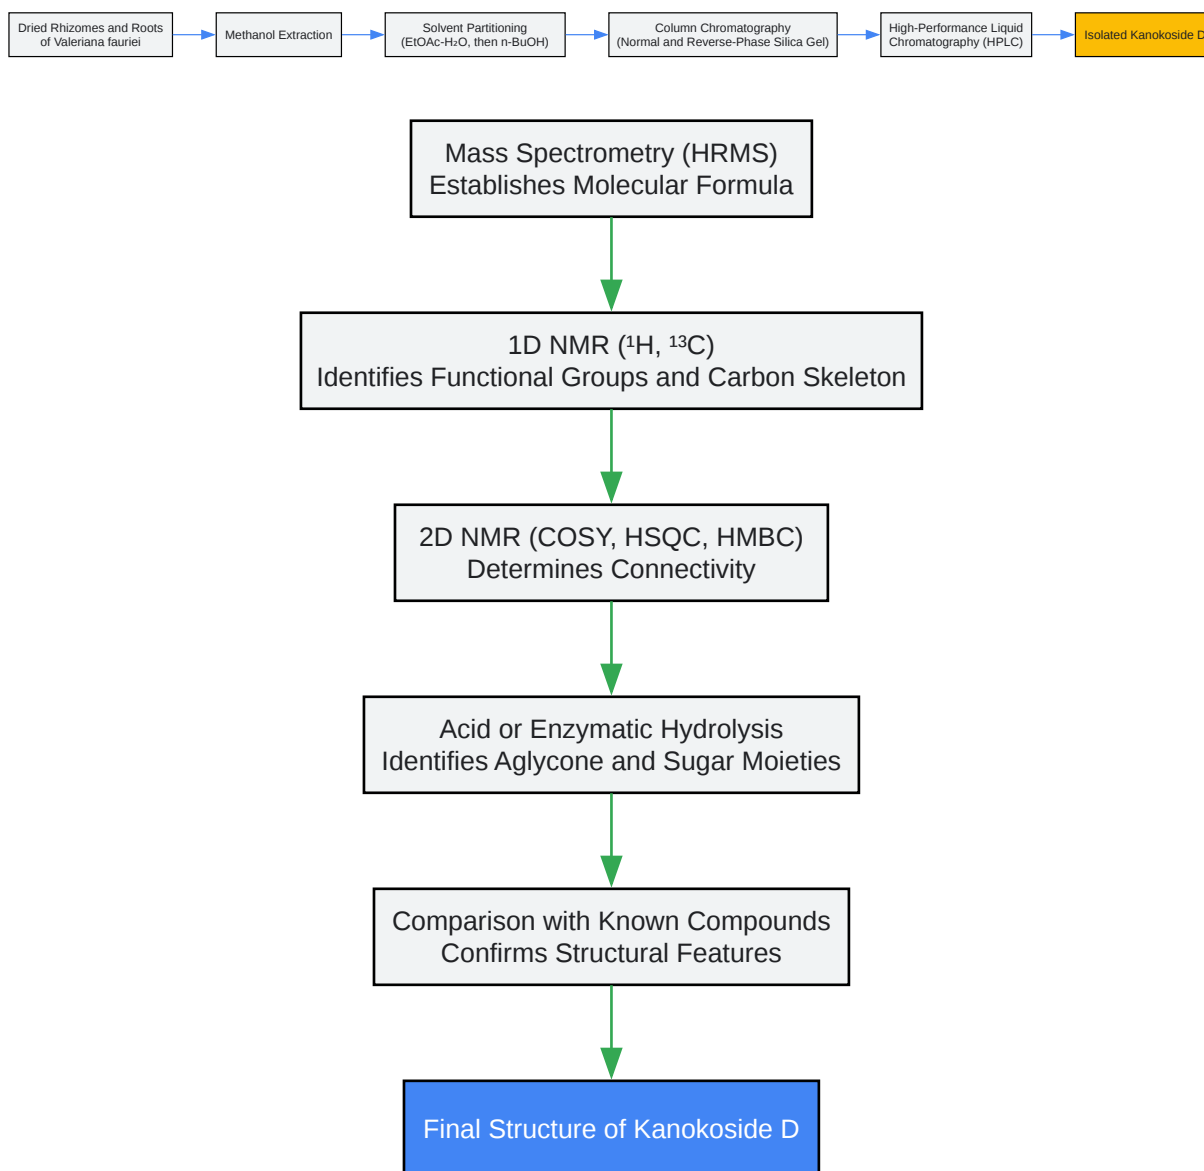 Dried Rhizomes and Roots
of Valeriana fauriei
Methanol Extraction
Solvent Partitioning
(EtOAc-H₂O, then n-BuOH)
Column Chromatography
(Normal and Reverse-Phase Silica Gel)
High-Performance Liquid
Chromatography (HPLC)
Isolated Kanokoside D
Mass Spectrometry (HRMS)
Establishes Molecular Formula
1D NMR (¹H, ¹³C)
Identifies Functional Groups and Carbon Skeleton
2D NMR (COSY, HSQC, HMBC)
Determines Connectivity
Acid or Enzymatic Hydrolysis
Identifies Aglycone and Sugar Moieties
Comparison with Known Compounds
Confirms Structural Features
Final Structure of Kanokoside D